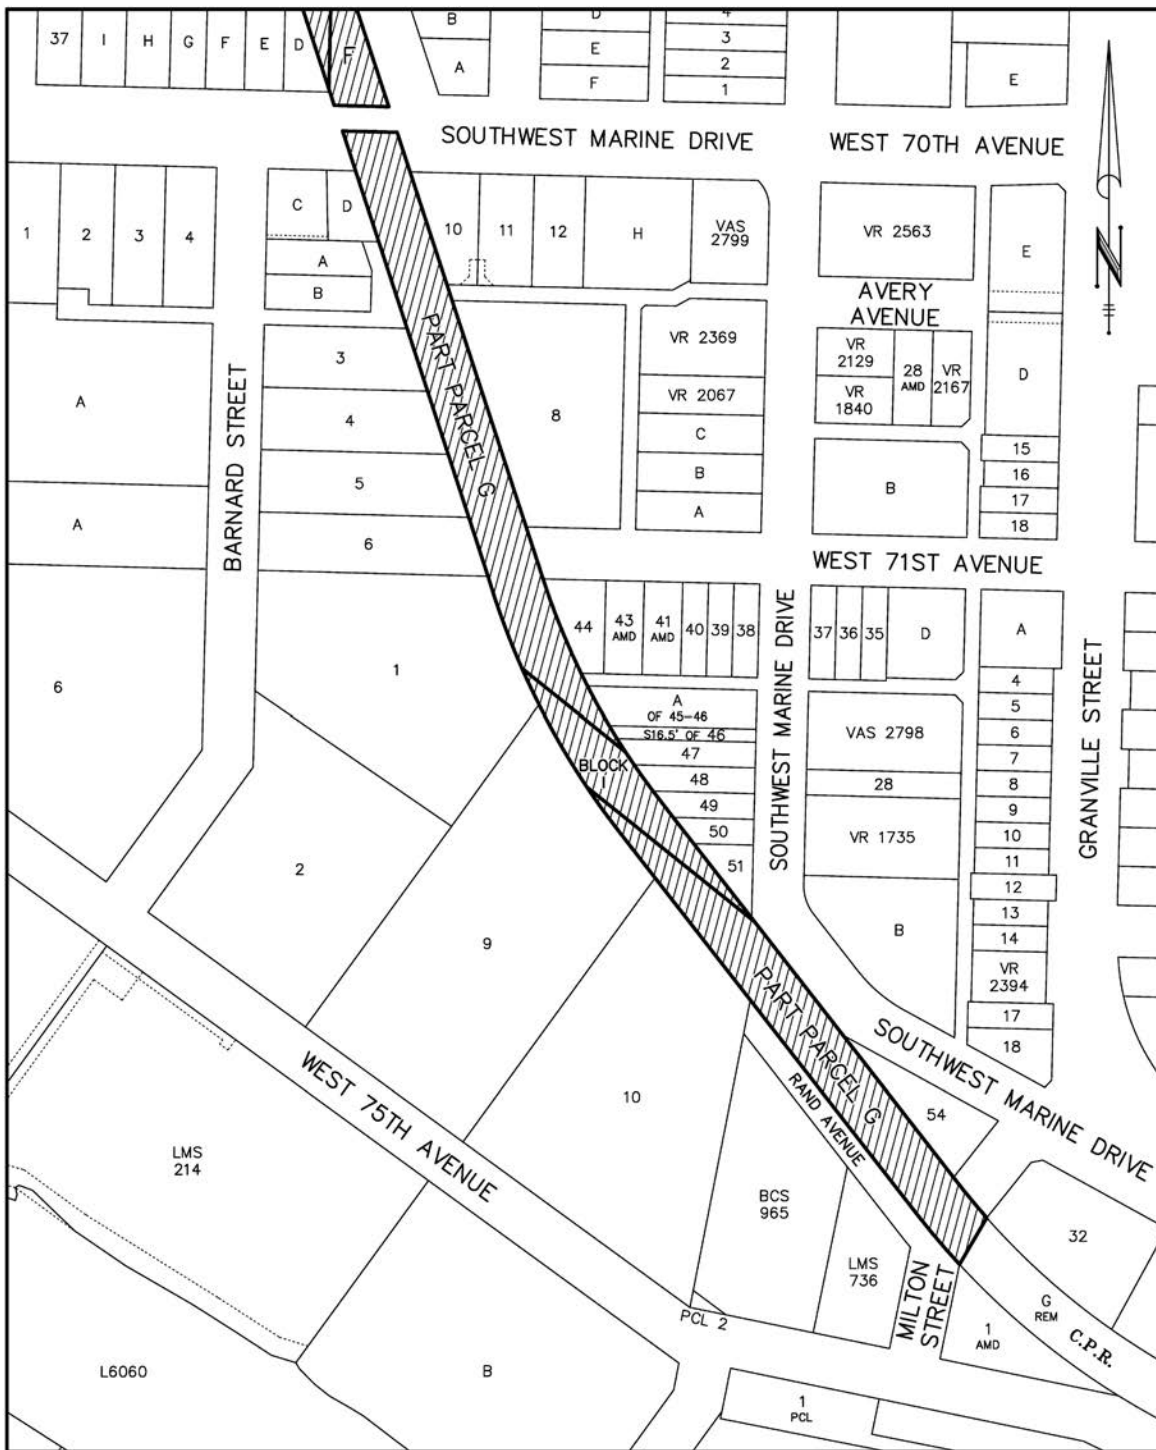 37
I
H
G
F
E
D
F
B
A
D
E
F
4
3
2
1
E
SOUTHWEST MARINE DRIVE
WEST 70TH AVENUE
1
2
3
4
C
D
A
B
10
11
12
H
VAS
2799
VR 2563
E
AVERY
AVENUE
N
PART PARCEL G
3
4
5
6
8
VR 2369
VR 2067
C
B
A
VR
2129
VR
1840
28
AMD
VR
2167
D
A
A
BARNARD STREET
B
15
16
17
18
WEST 71ST AVENUE
44
43
AMD
41
AMD
40
39
38
SOUTHWEST MARINE DRIVE
37
36
35
D
A
GRANVILLE STREET
6
1
A
OF 45-46
S16.5' OF 46
47
48
49
50
51
BLOCK
1
VAS 2798
28
VR 1735
B
4
5
6
7
8
9
10
11
12
13
14
VR
2394
17
18
2
9
10
PART PARCEL G
RAND AVENUE
SOUTHWEST MARINE DRIVE
54
WEST 75TH AVENUE
LMS
214
BCS
965
LMS
736
MILTON
STREET
32
G
REM
C.P.R.
1
AMD
PCL 2
L6060
B
1
PCL